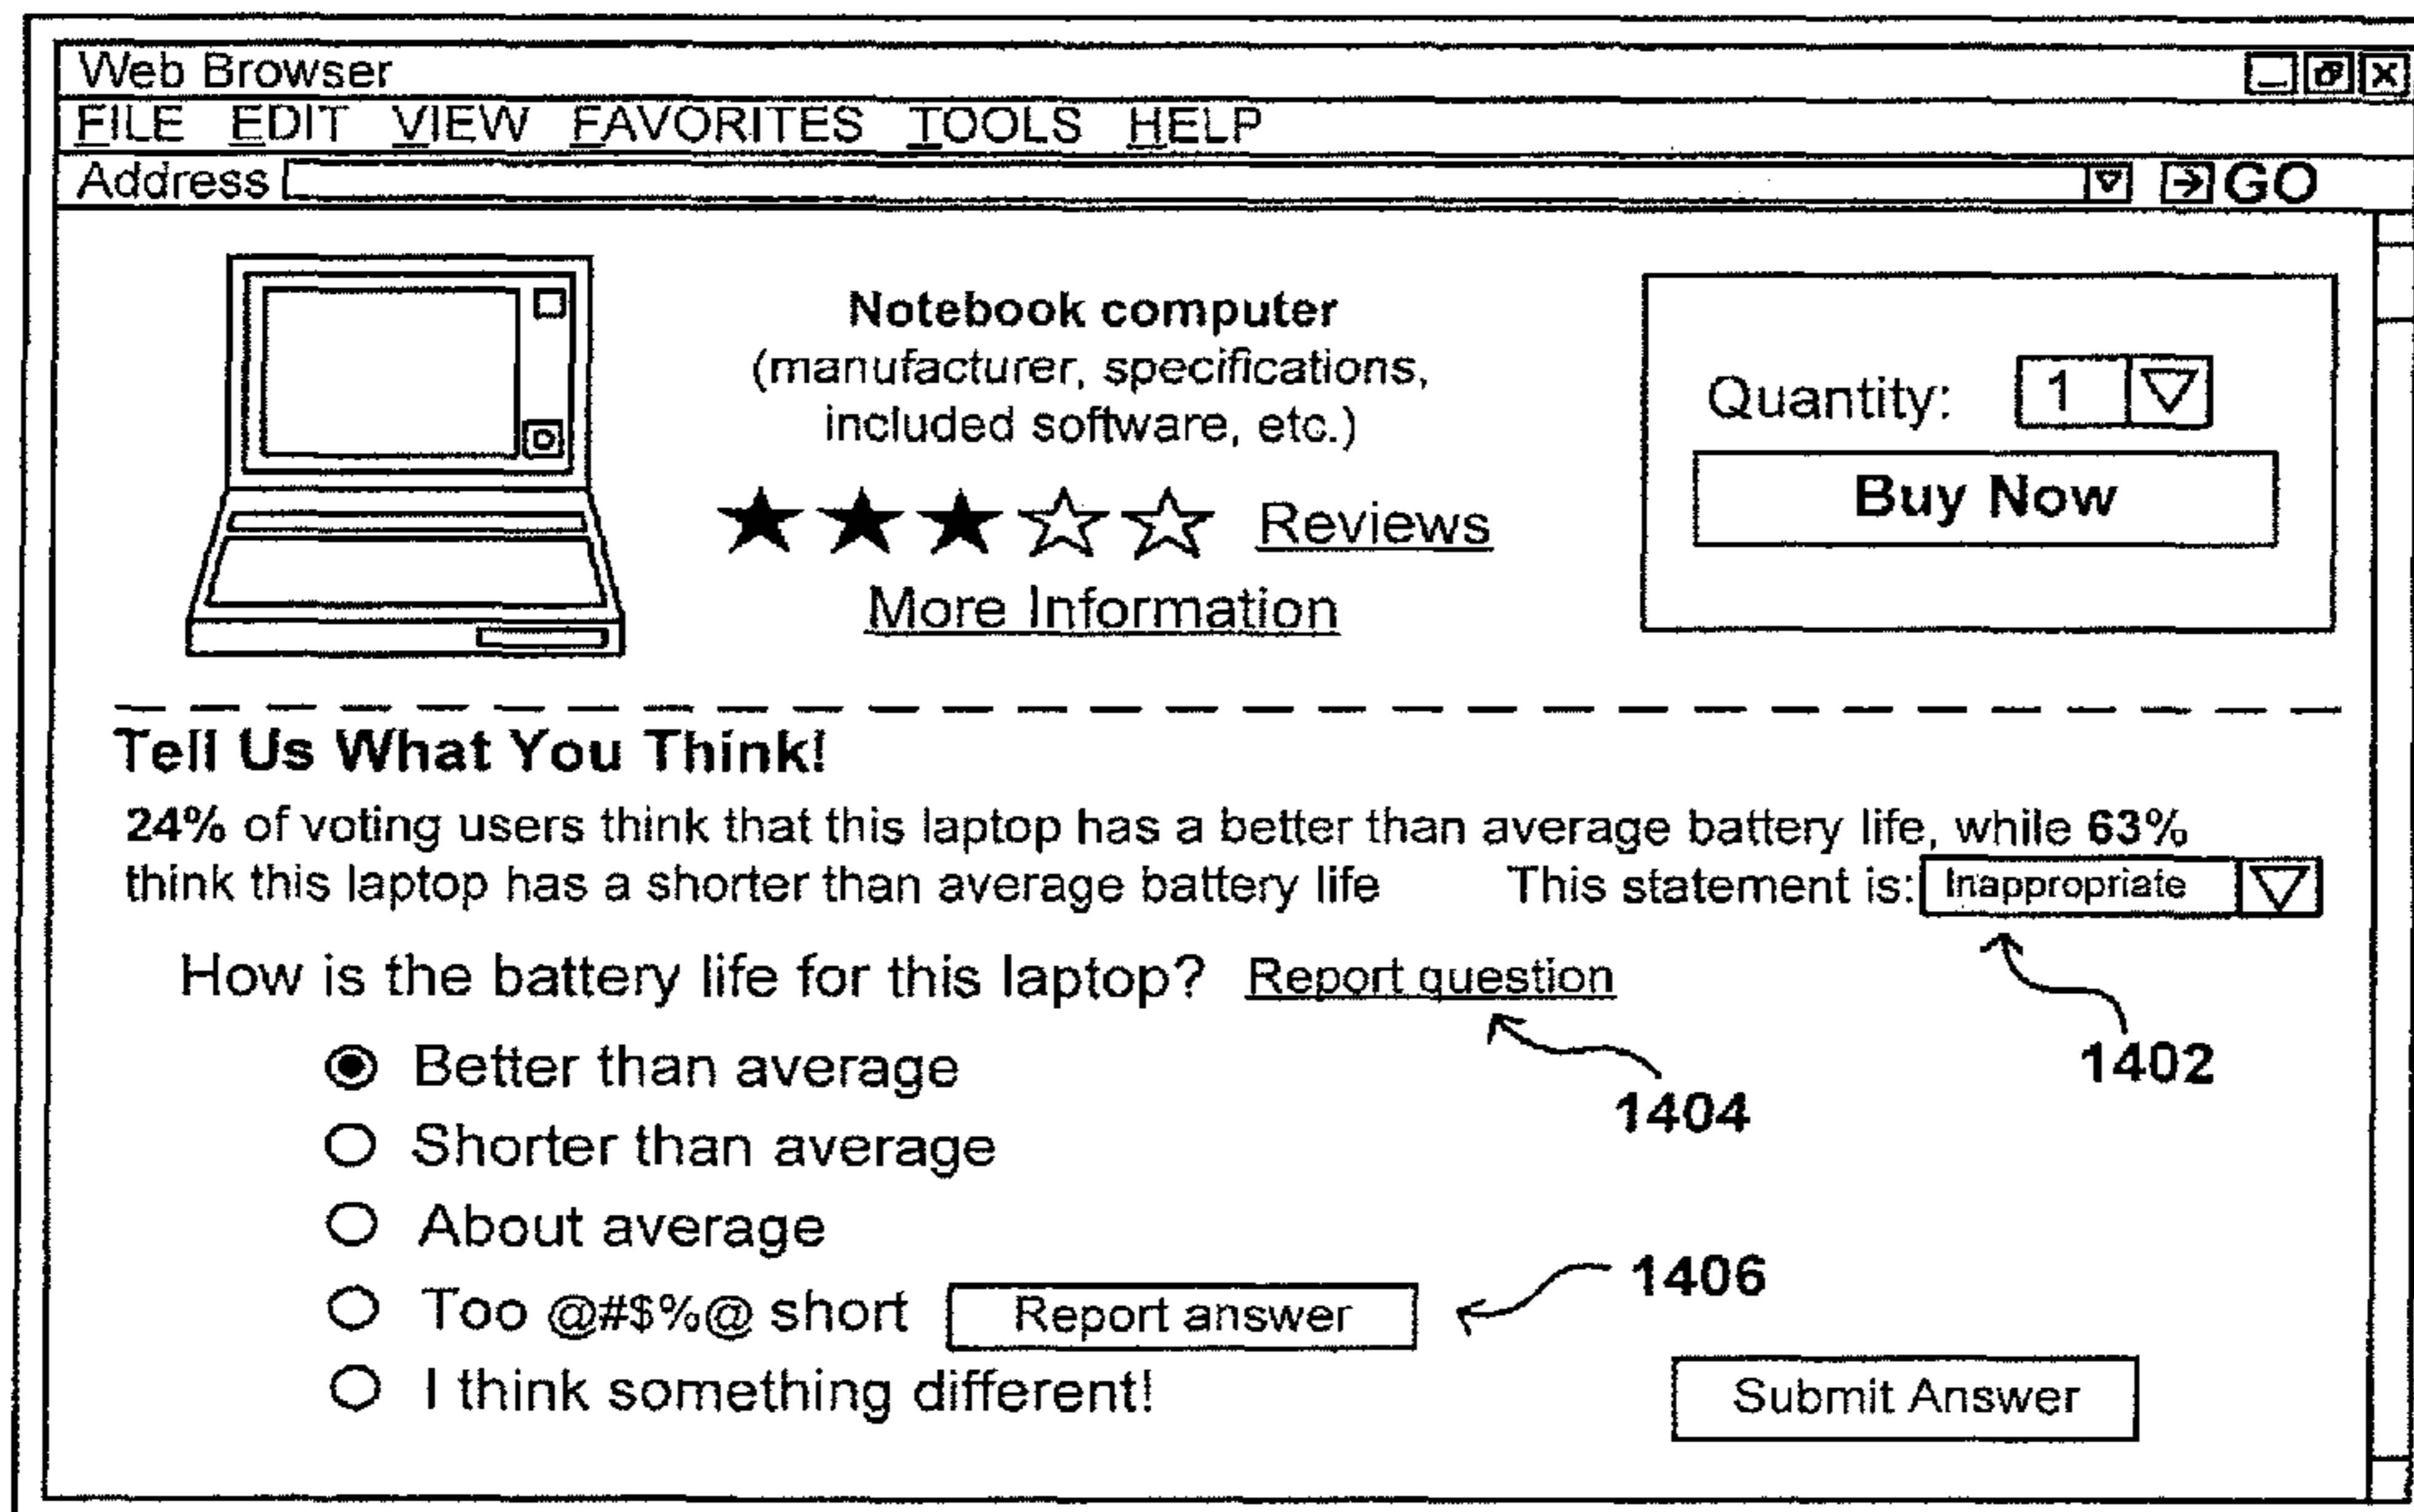 Web Browser
FILE EDIT VIEW FAVORITES TOOLS HELP
Address GO
Notebook computer
(manufacturer, specifications,
included software, etc.)
Reviews
More Information
Quantity: 1
Buy Now
Tell Us What You Think!
24% of voting users think that this laptop has a better than average battery life, while 63%
think this laptop has a shorter than average battery life This statement is: Inappropriate
How is the battery life for this laptop? Report question
1402
1404
Better than average
Shorter than average
About average
1406
Too @#$%@ short Report answer
I think something different!
Submit Answer